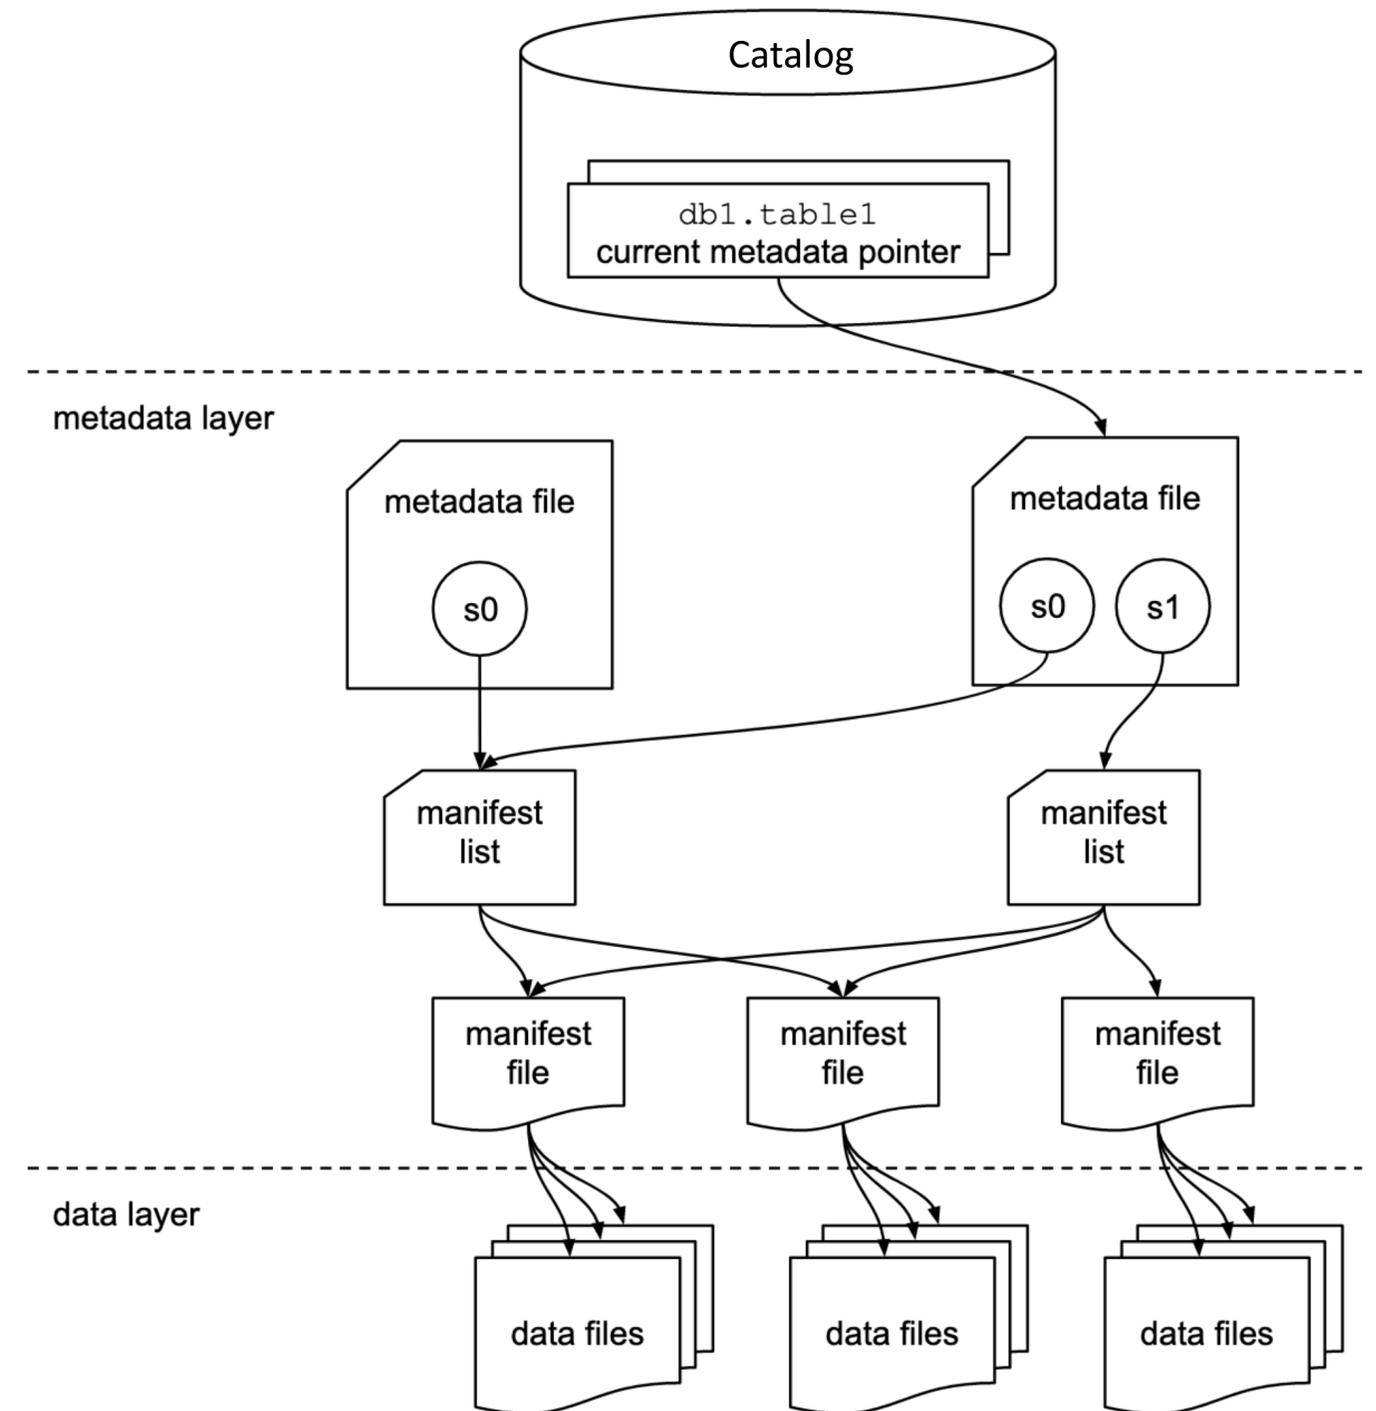 Catalog
db1.table1
current metadata pointer
metadata layer
metadata file
s0
metadata file
s0
s1
manifest
list
manifest
list
manifest
file
manifest
file
manifest
file
data layer
data files
data files
data files